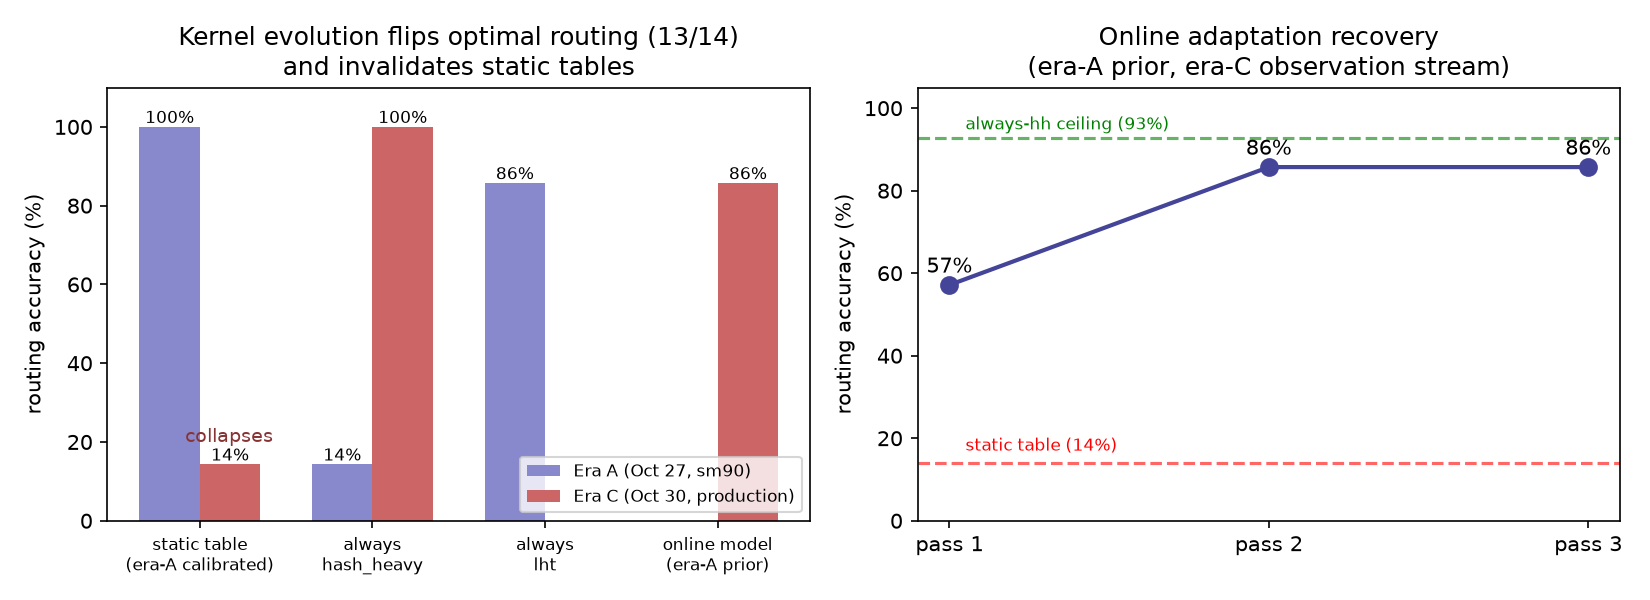 Kernel evolution flips optimal routing (13/14)
and invalidates static tables
routing accuracy (%)
100
80
60
40
20
0
100%
collapses
14%
14%
100%
86%
86%
Era A (Oct 27, sm90)
Era C (Oct 30, production)
static table
(era-A calibrated)
always
hash_heavy
always
lht
online model
(era-A prior)
Online adaptation recovery
(era-A prior, era-C observation stream)
routing accuracy (%)
100
80
60
40
20
0
always-hh ceiling (93%)
57%
86%
86%
static table (14%)
pass 1
pass 2
pass 3